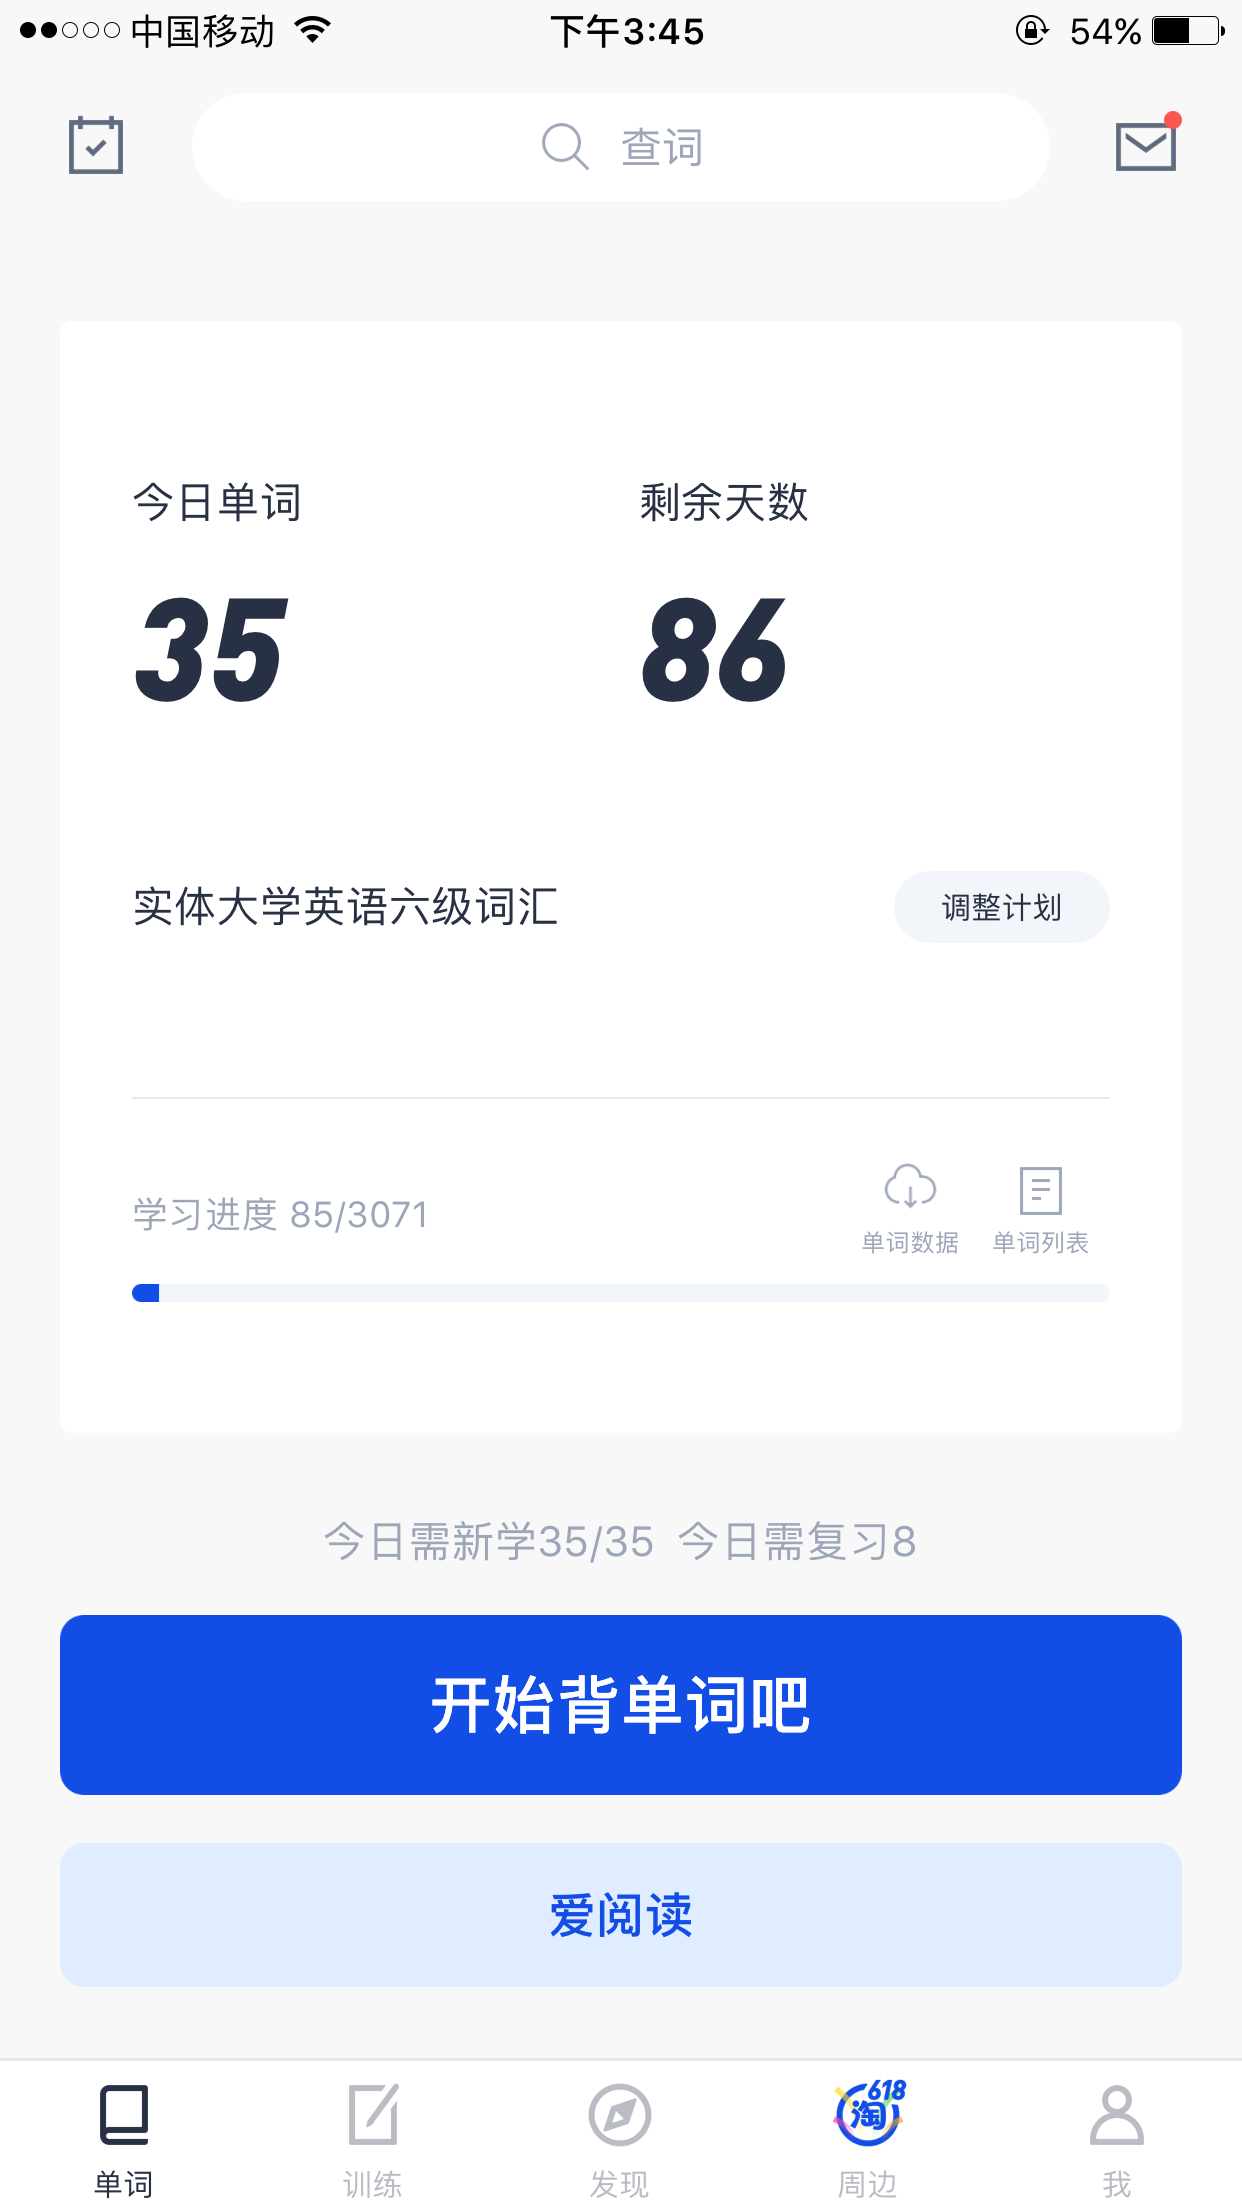 中国移动 下午3:45 54%
查词
今日单词 剩余天数
35 86
实体大学英语六级词汇 调整计划
学习进度 85/3071 单词数据 单词列表
今日需新学35/35 今日需复习8
开始背单词吧
爱阅读
618
淘
单词 训练 发现 周边 我